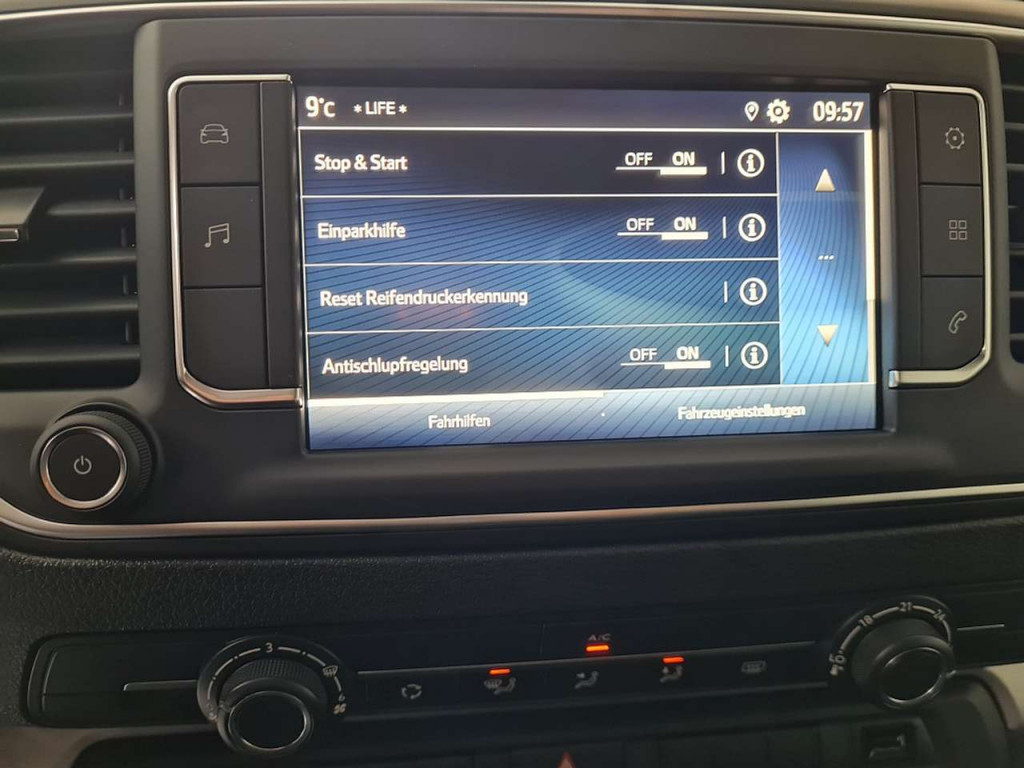 9°C *LIFE* 09:57
Stop & Start OFF ON
Einparkhilfe OFF ON
Reset Reifendruckerkennung
Antischlupfregelung OFF ON
Fahrhilfen Fahrzeugeinstellungen
A/C
3
18 21